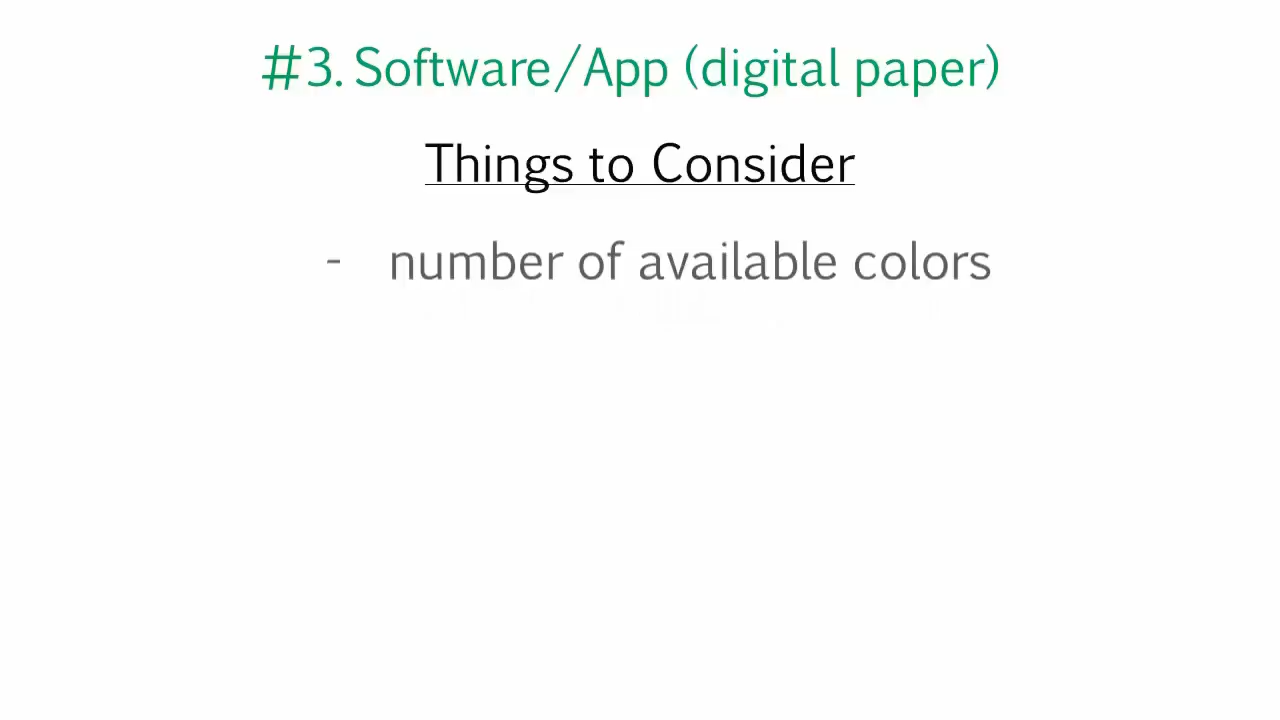 #3. Software/App (digital paper)
Things to Consider
- number of available colors